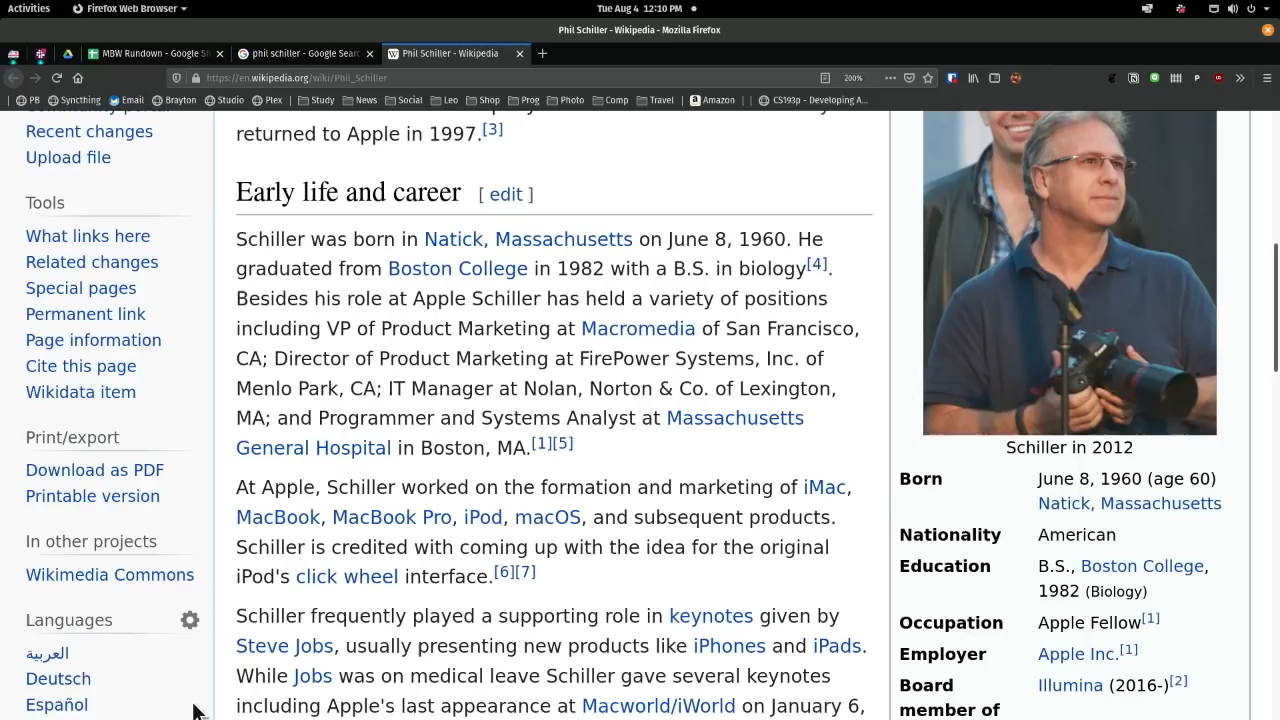 Activities
Firefox Web Browser
Tue Aug 4 12:10 PM
Phil Schiller - Wikipedia - Mozilla Firefox
MBW Rundown - Google Sh
phil schiller - Google Searc
Phil Schiller - Wikipedia
https://en.wikipedia.org/wiki/Phil_Schiller
200%
PB Syncthing Email Brayton Studio Plex Study News Social Leo Shop Prog Photo Comp Travel Amazon CS193p - Developing A...
Recent changes
Upload file
Tools
What links here
Related changes
Special pages
Permanent link
Page information
Cite this page
Wikidata item
Print/export
Download as PDF
Printable version
In other projects
Wikimedia Commons
Languages
العربية
Deutsch
Español
returned to Apple in 1997.[3]
Early life and career [ edit ]
Schiller was born in Natick, Massachusetts on June 8, 1960. He
graduated from Boston College in 1982 with a B.S. in biology[4].
Besides his role at Apple Schiller has held a variety of positions
including VP of Product Marketing at Macromedia of San Francisco,
CA; Director of Product Marketing at FirePower Systems, Inc. of
Menlo Park, CA; IT Manager at Nolan, Norton & Co. of Lexington,
MA; and Programmer and Systems Analyst at Massachusetts
General Hospital in Boston, MA.[1][5]
At Apple, Schiller worked on the formation and marketing of iMac,
MacBook, MacBook Pro, iPod, macOS, and subsequent products.
Schiller is credited with coming up with the idea for the original
iPod's click wheel interface.[6][7]
Schiller frequently played a supporting role in keynotes given by
Steve Jobs, usually presenting new products like iPhones and iPads.
While Jobs was on medical leave Schiller gave several keynotes
including Apple's last appearance at Macworld/iWorld on January 6,
Schiller in 2012
Born June 8, 1960 (age 60)
Natick, Massachusetts
Nationality American
Education B.S., Boston College,
1982 (Biology)
Occupation Apple Fellow[1]
Employer Apple Inc.[1]
Board Illumina (2016-)[2]
member of